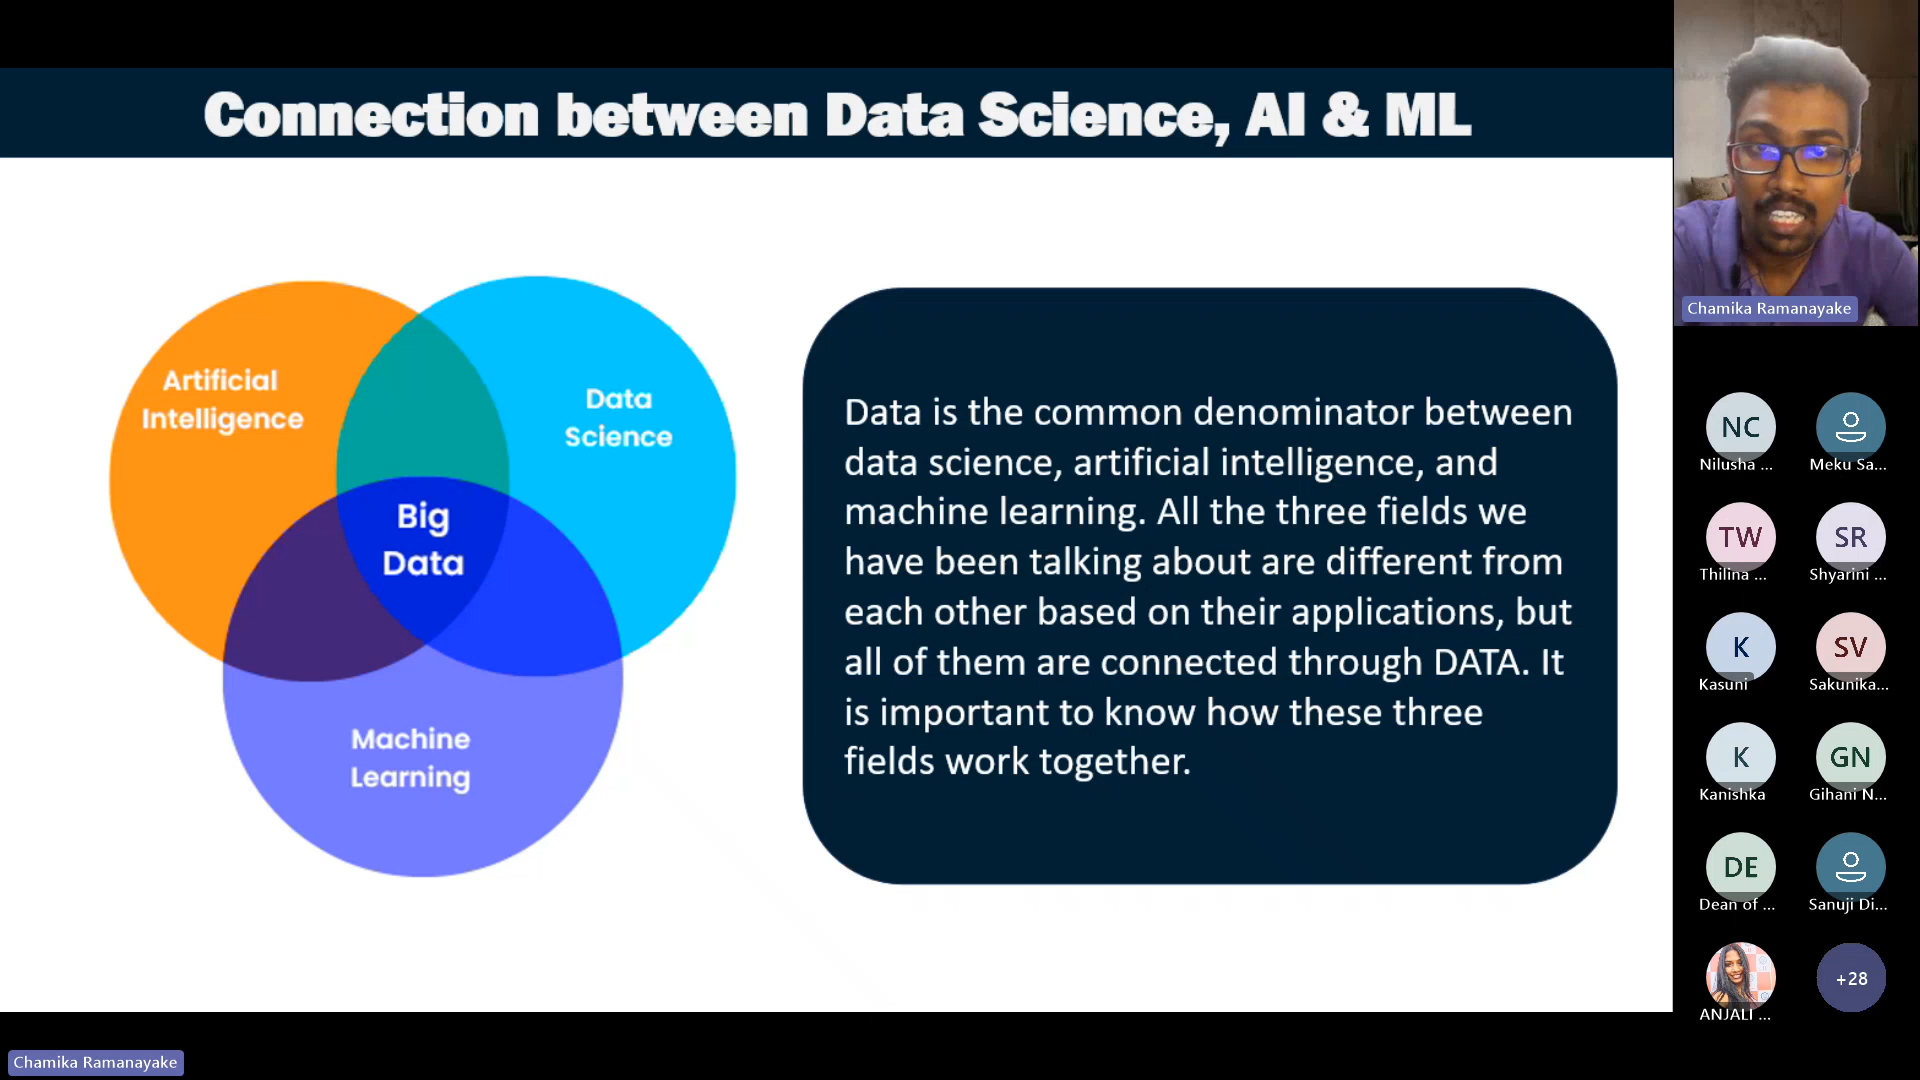 Connection between Data Science, AI & ML
Artificial
Intelligence
Data
Science
Big
Data
Machine
Learning
Data is the common denominator between
data science, artificial intelligence, and
machine learning. All the three fields we
have been talking about are different from
each other based on their applications, but
all of them are connected through DATA. It
is important to know how these three
fields work together.
Chamika Ramanayake
NC
Nilusha ...
Meku Sa...
TW
Thilina ...
SR
Shyarini ...
K
Kasuni
SV
Sakunika...
K
Kanishka
GN
Gihani N...
DE
Dean of ...
Sanuji Di...
ANJALI ...
+28
Chamika Ramanayake